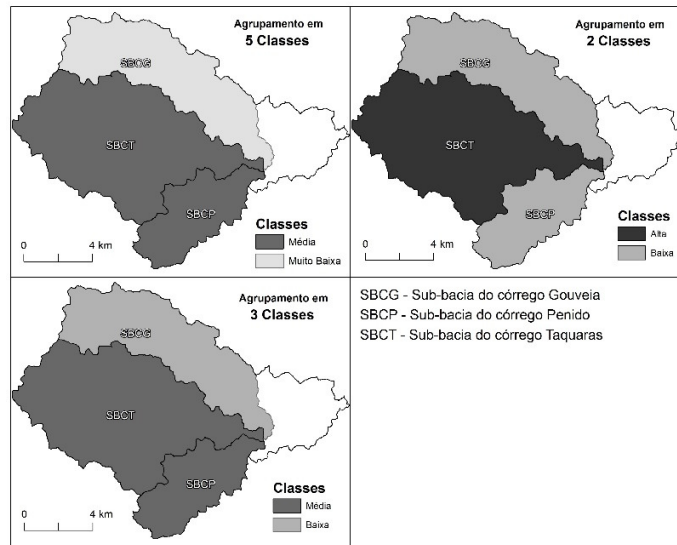 Agrupamento em
5 Classes
SBCG
SBCT
SBCP
Classes
Média
Muito Baixa
0 4 km
Agrupamento em
2 Classes
SBCG
SBCT
SBCP
Classes
Alta
Baixa
0 4 km
Agrupamento em
3 Classes
SBCG
SBCT
SBCP
Classes
Média
Baixa
0 4 km
SBCG - Sub-bacia do córrego Gouveia
SBCP - Sub-bacia do córrego Penido
SBCT - Sub-bacia do córrego Taquaras